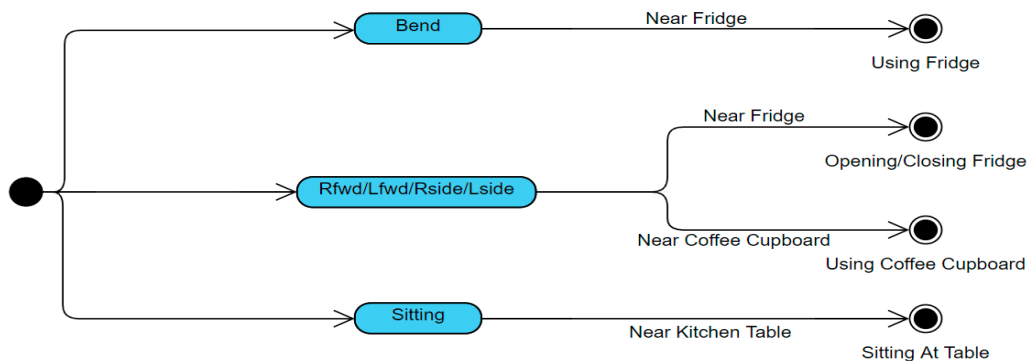 Bend
Near Fridge
Using Fridge
Near Fridge
Opening/Closing Fridge
Rfwd/Lfwd/Rside/Lside
Near Coffee Cupboard
Using Coffee Cupboard
Sitting
Near Kitchen Table
Sitting At Table